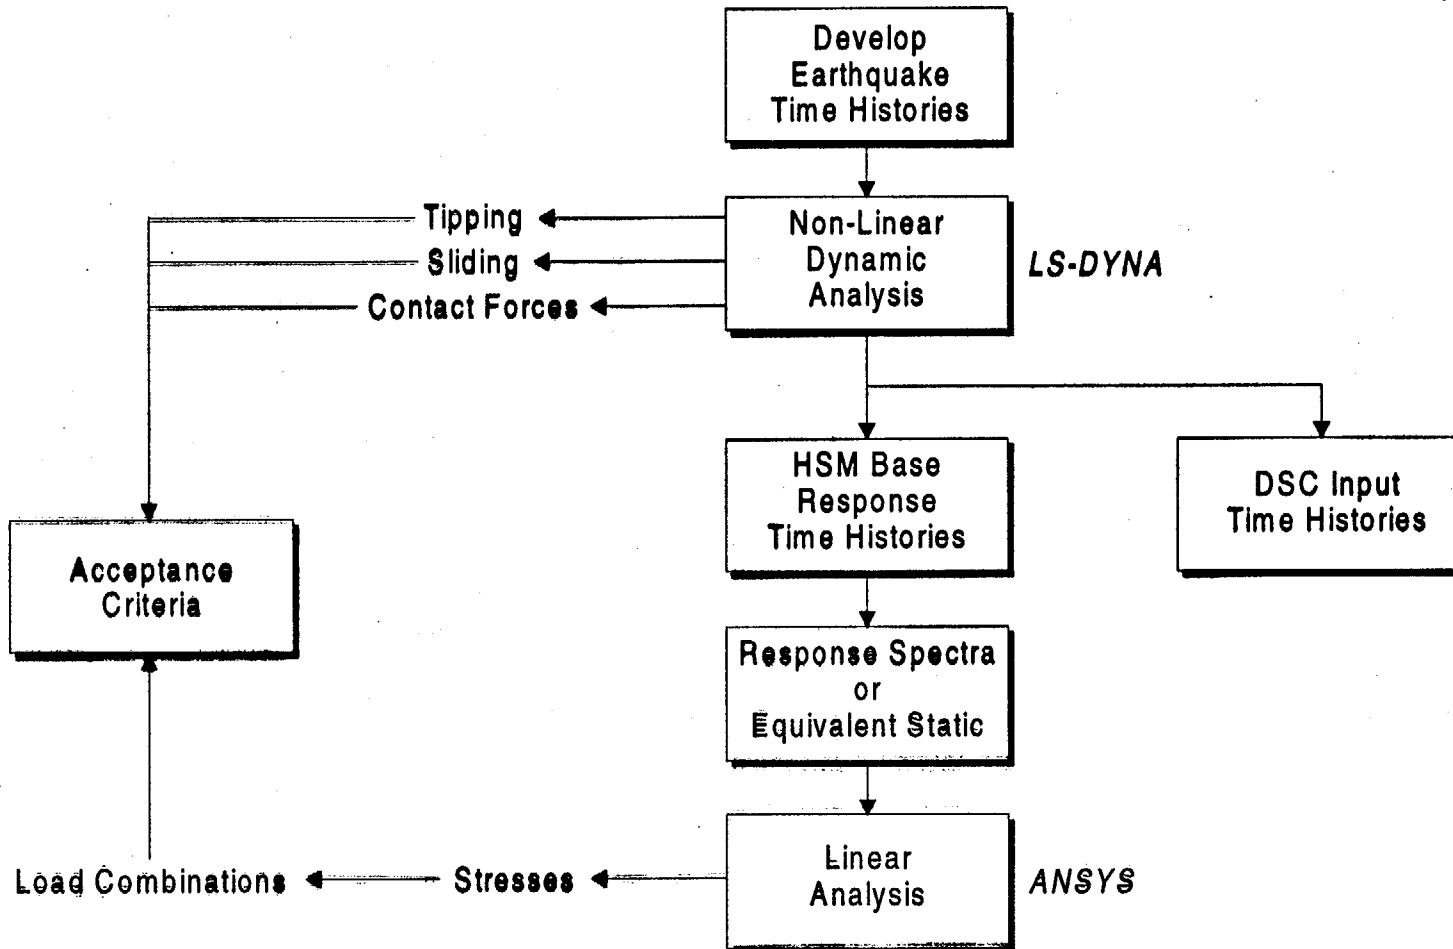 Develop
Earthquake
Time Histories
Tipping
Sliding
Contact Forces
Non-Linear
Dynamic
Analysis
LS-DYNA
HSM Base
Response
Time Histories
DSC Input
Time Histories
Acceptance
Criteria
Response Spectra
or
Equivalent Static
Linear
Analysis
ANSYS
Stresses
Load Combinations